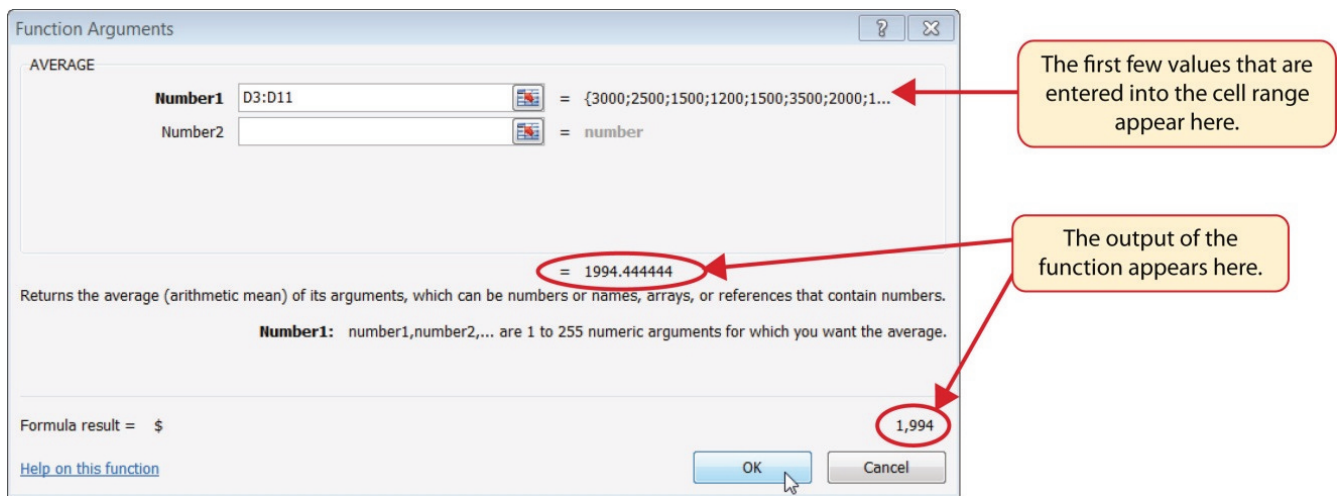 Function Arguments
AVERAGE
Number1 D3:D11 = {3000;2500;1500;1200;1500;3500;2000;1...
Number2 = number
The first few values that are
entered into the cell range
appear here.
= 1994.444444
The output of the
function appears here.
Returns the average (arithmetic mean) of its arguments, which can be numbers or names, arrays, or references that contain numbers.
Number1: number1,number2,... are 1 to 255 numeric arguments for which you want the average.
Formula result = $ 1,994
Help on this function
OK Cancel